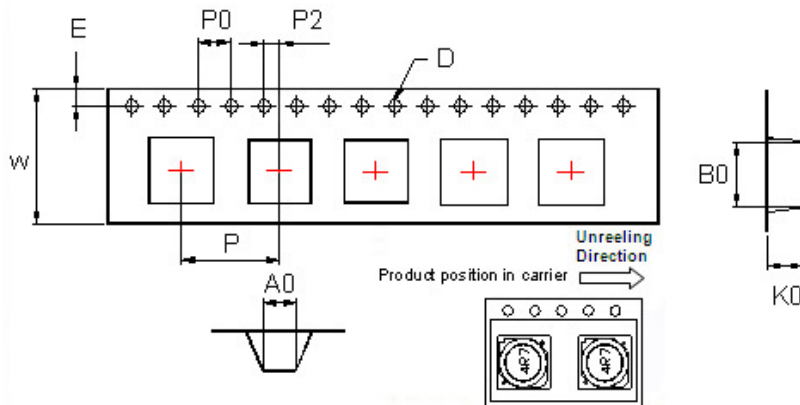 E
P0
P2
D
W
B0
P
Unreeling
Direction
Product position in carrier
A0
K0
4R7
4R7